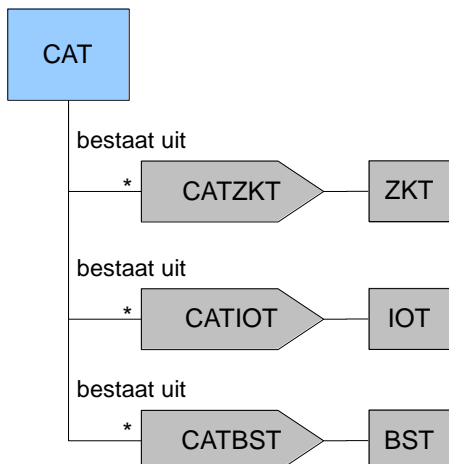 CAT
bestaat uit
*
CATZKT
ZKT
bestaat uit
*
CATIOT
IOT
bestaat uit
*
CATBST
BST